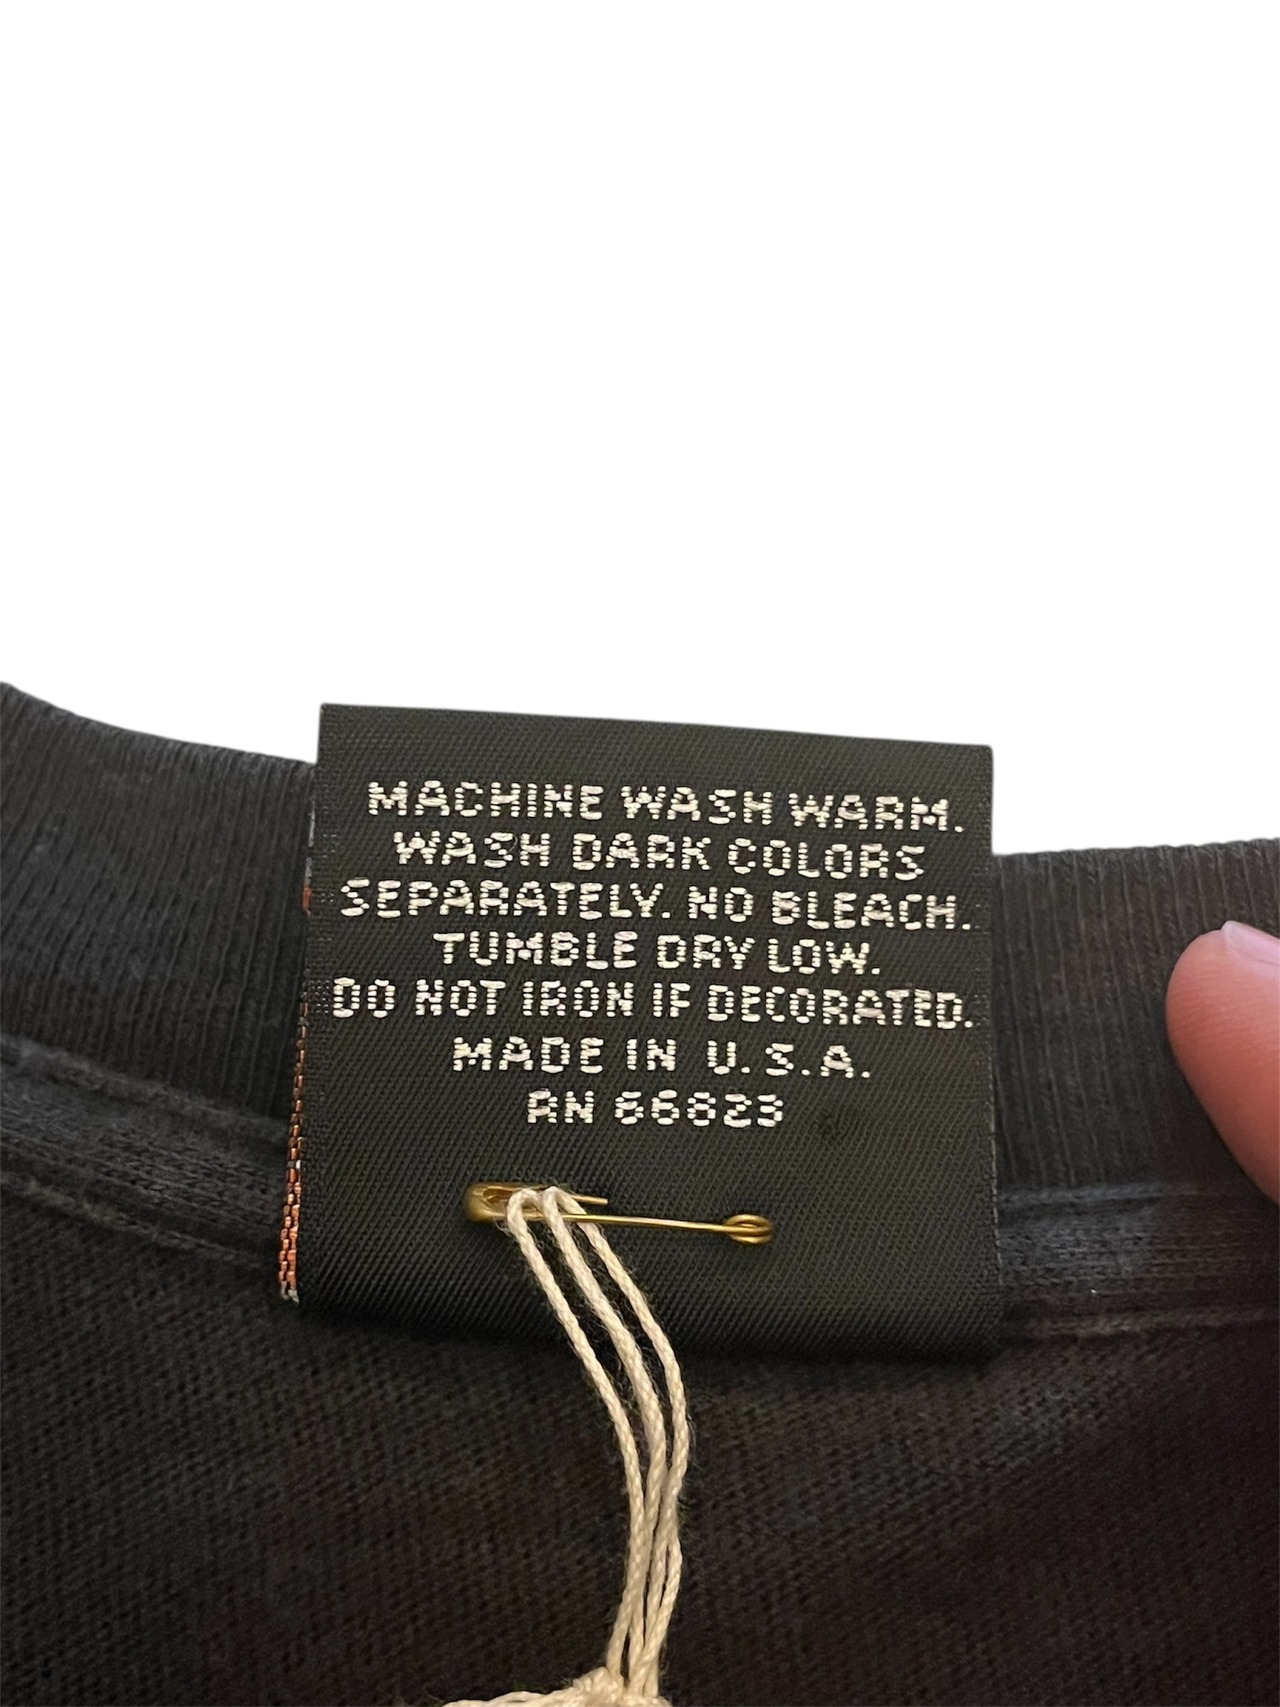 MACHINE WASH WARM.
WASH DARK COLORS
SEPARATELY. NO BLEACH.
TUMBLE DRY LOW.
DO NOT IRON IF DECORATED.
MADE IN U.S.A.
RN 66623